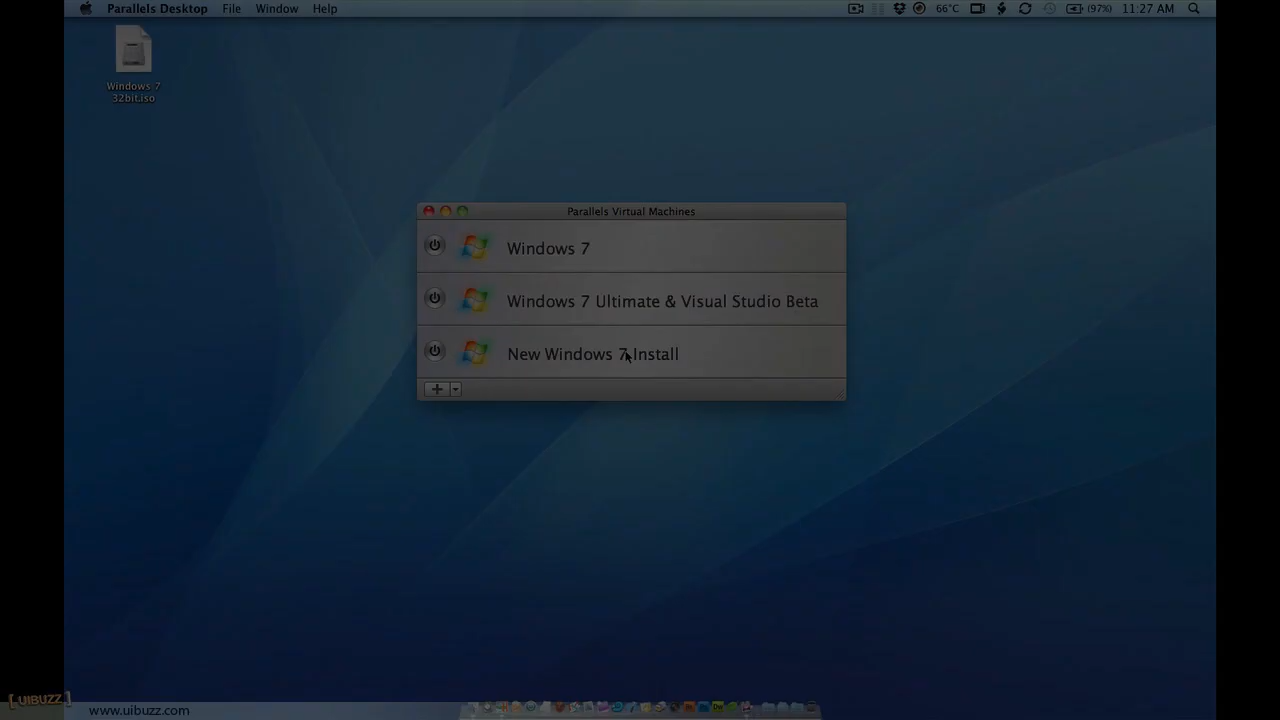 Parallels Desktop File Window Help 66°C (97%) 11:27 AM
Windows 7
32bit.iso
Parallels Virtual Machines
Windows 7
Windows 7 Ultimate & Visual Studio Beta
New Windows 7 Install
[UIBUZZ]
www.uibuzz.com